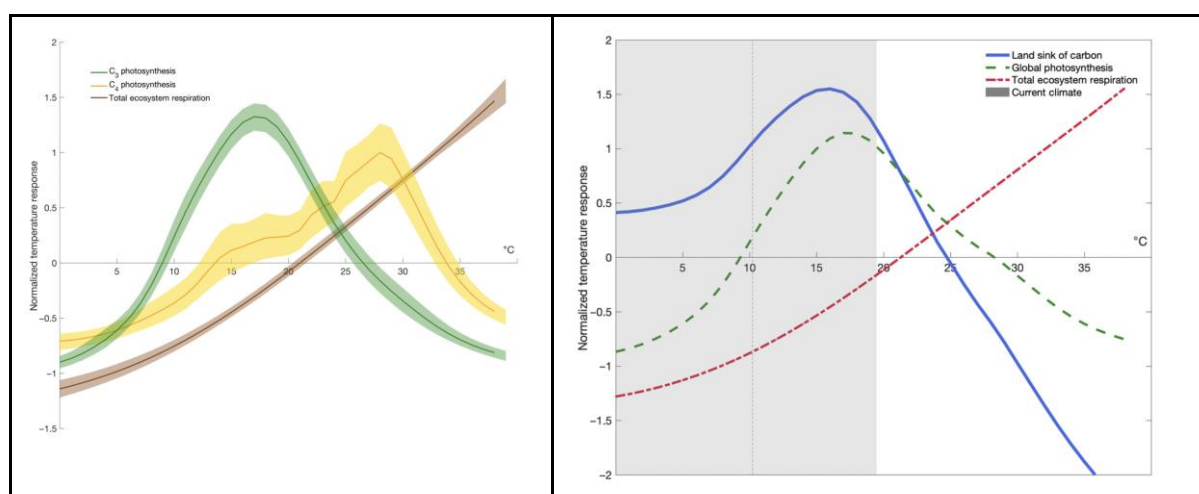 2
1.5
1
0.5
0
-0.5
-1
-1.5
Normalized temperature response
C3 photosynthesis
C4 photosynthesis
Total ecosystem respiration
°C
5
10
15
20
25
30
35
2
1.5
1
0.5
0
-0.5
-1
-1.5
-2
Normalized temperature response
Land sink of carbon
Global photosynthesis
Total ecosystem respiration
Current climate
°C
5
10
15
20
25
30
35